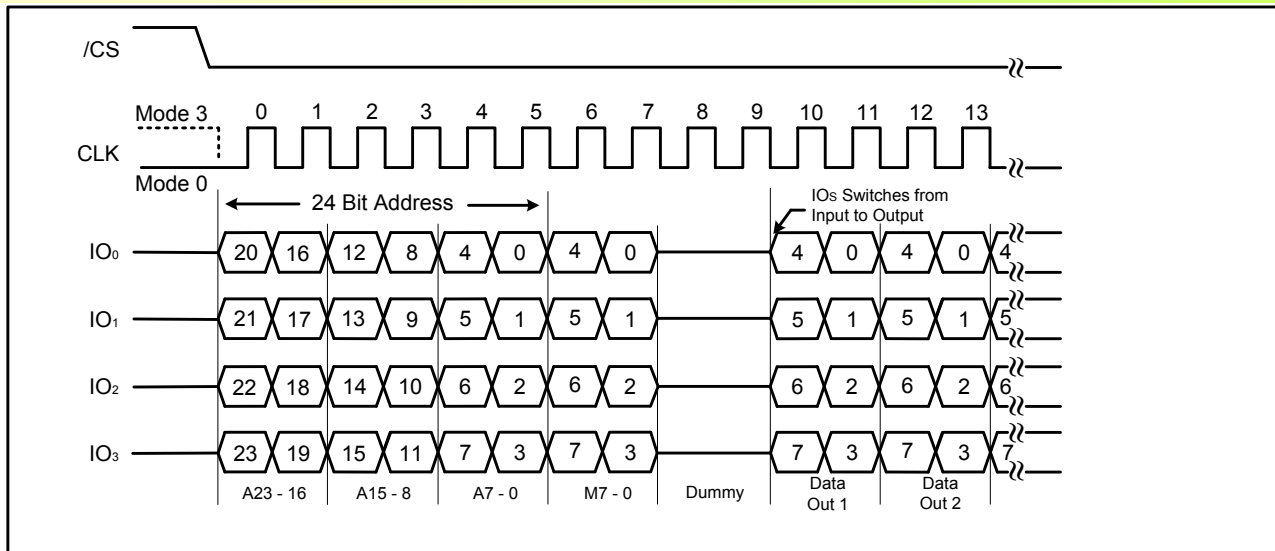 /CS
Mode 3 0 1 2 3 4 5 6 7 8 9 10 11 12 13
CLK
Mode 0
24 Bit Address
IOs Switches from
Input to Output
IO0 20 16 12 8 4 0 4 0 4 0 4 0 4
IO1 21 17 13 9 5 1 5 1 5 1 5 1 5
IO2 22 18 14 10 6 2 6 2 6 2 6 2 6
IO3 23 19 15 11 7 3 7 3 7 3 7 3 7
A23 - 16 A15 - 8 A7 - 0 M7 - 0 Dummy Data Data
Out 1 Out 2